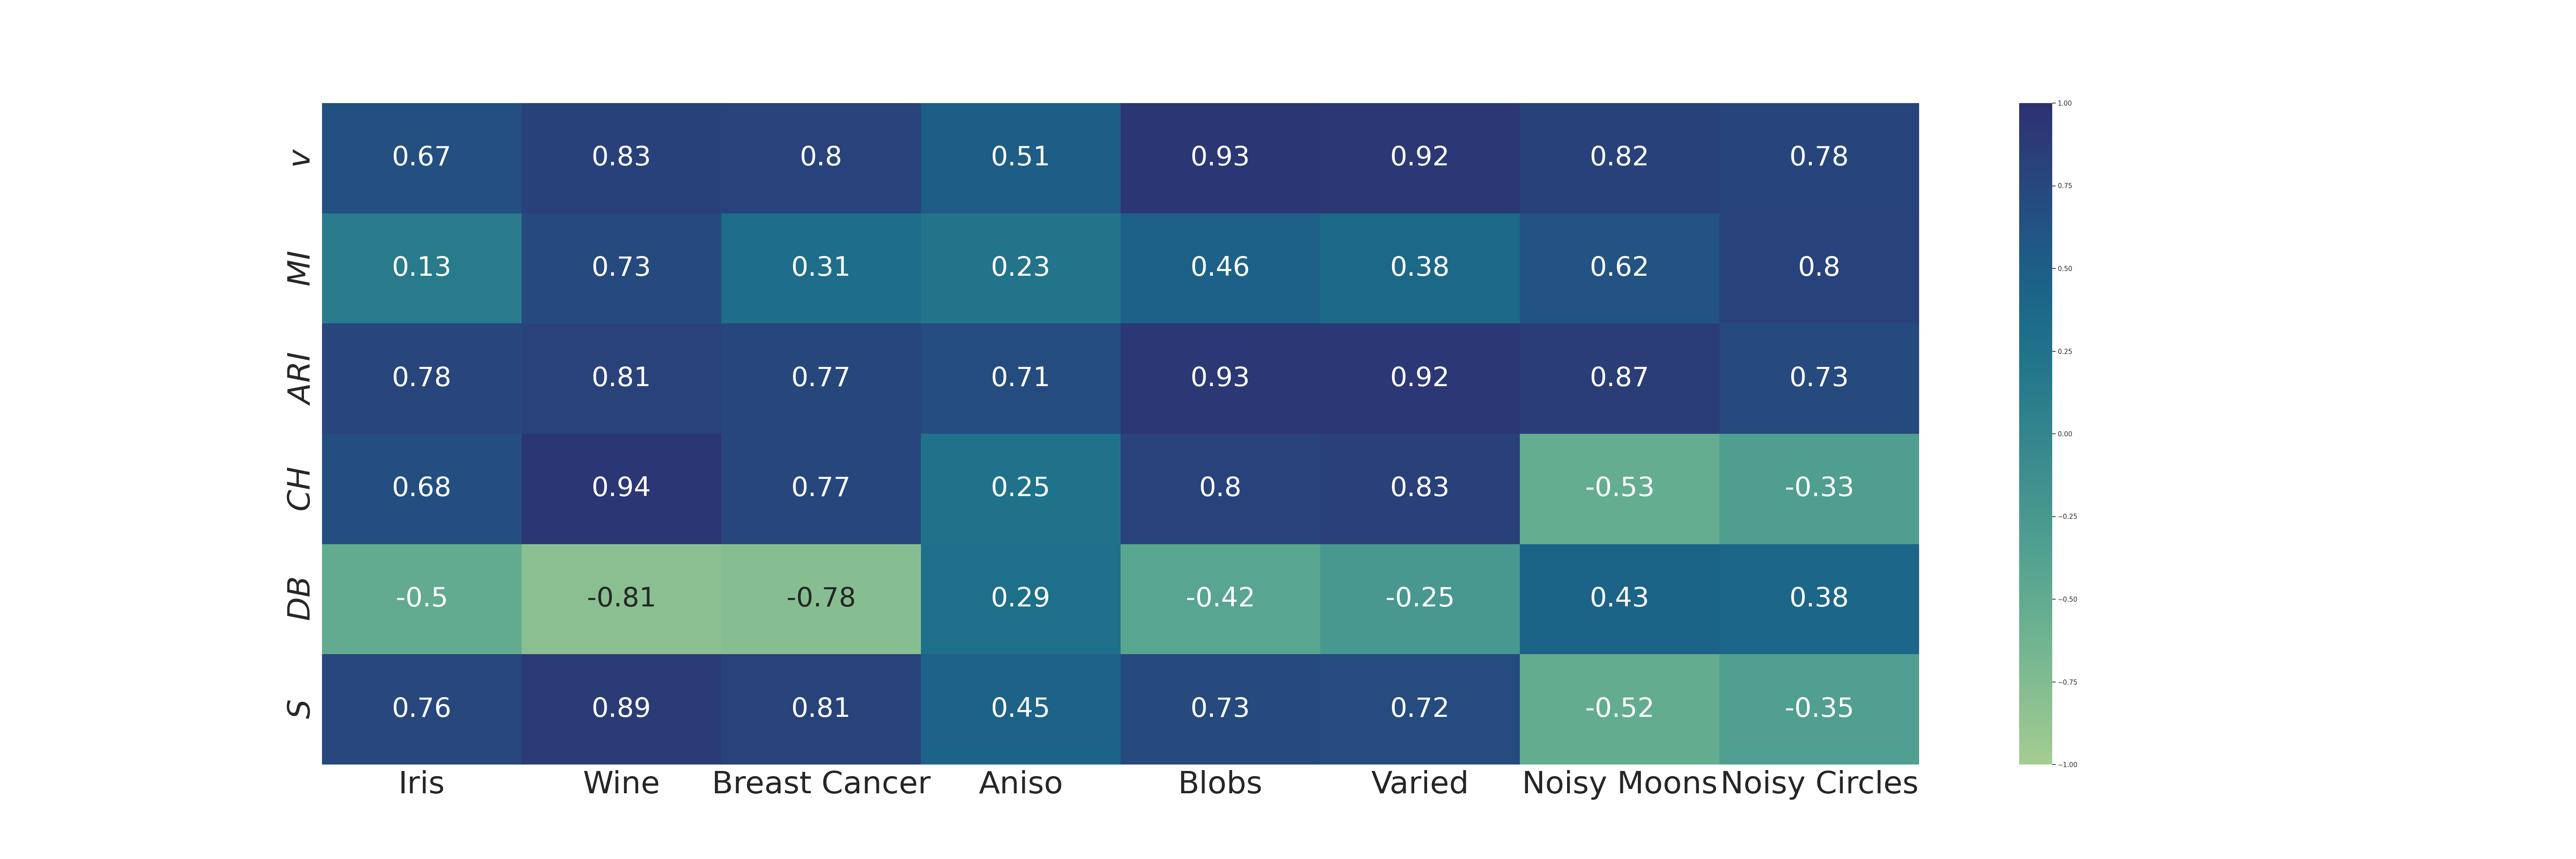 v 0.67 0.83 0.8 0.51 0.93 0.92 0.82 0.78
MI 0.13 0.73 0.31 0.23 0.46 0.38 0.62 0.8
ARI 0.78 0.81 0.77 0.71 0.93 0.92 0.87 0.73
CH 0.68 0.94 0.77 0.25 0.8 0.83 -0.53 -0.33
DB -0.5 -0.81 -0.78 0.29 -0.42 -0.25 0.43 0.38
S 0.76 0.89 0.81 0.45 0.73 0.72 -0.52 -0.35
Iris Wine Breast Cancer Aniso Blobs Varied Noisy Moons Noisy Circles
1.00
0.75
0.50
0.25
0.00
−0.25
−0.50
−0.75
−1.00